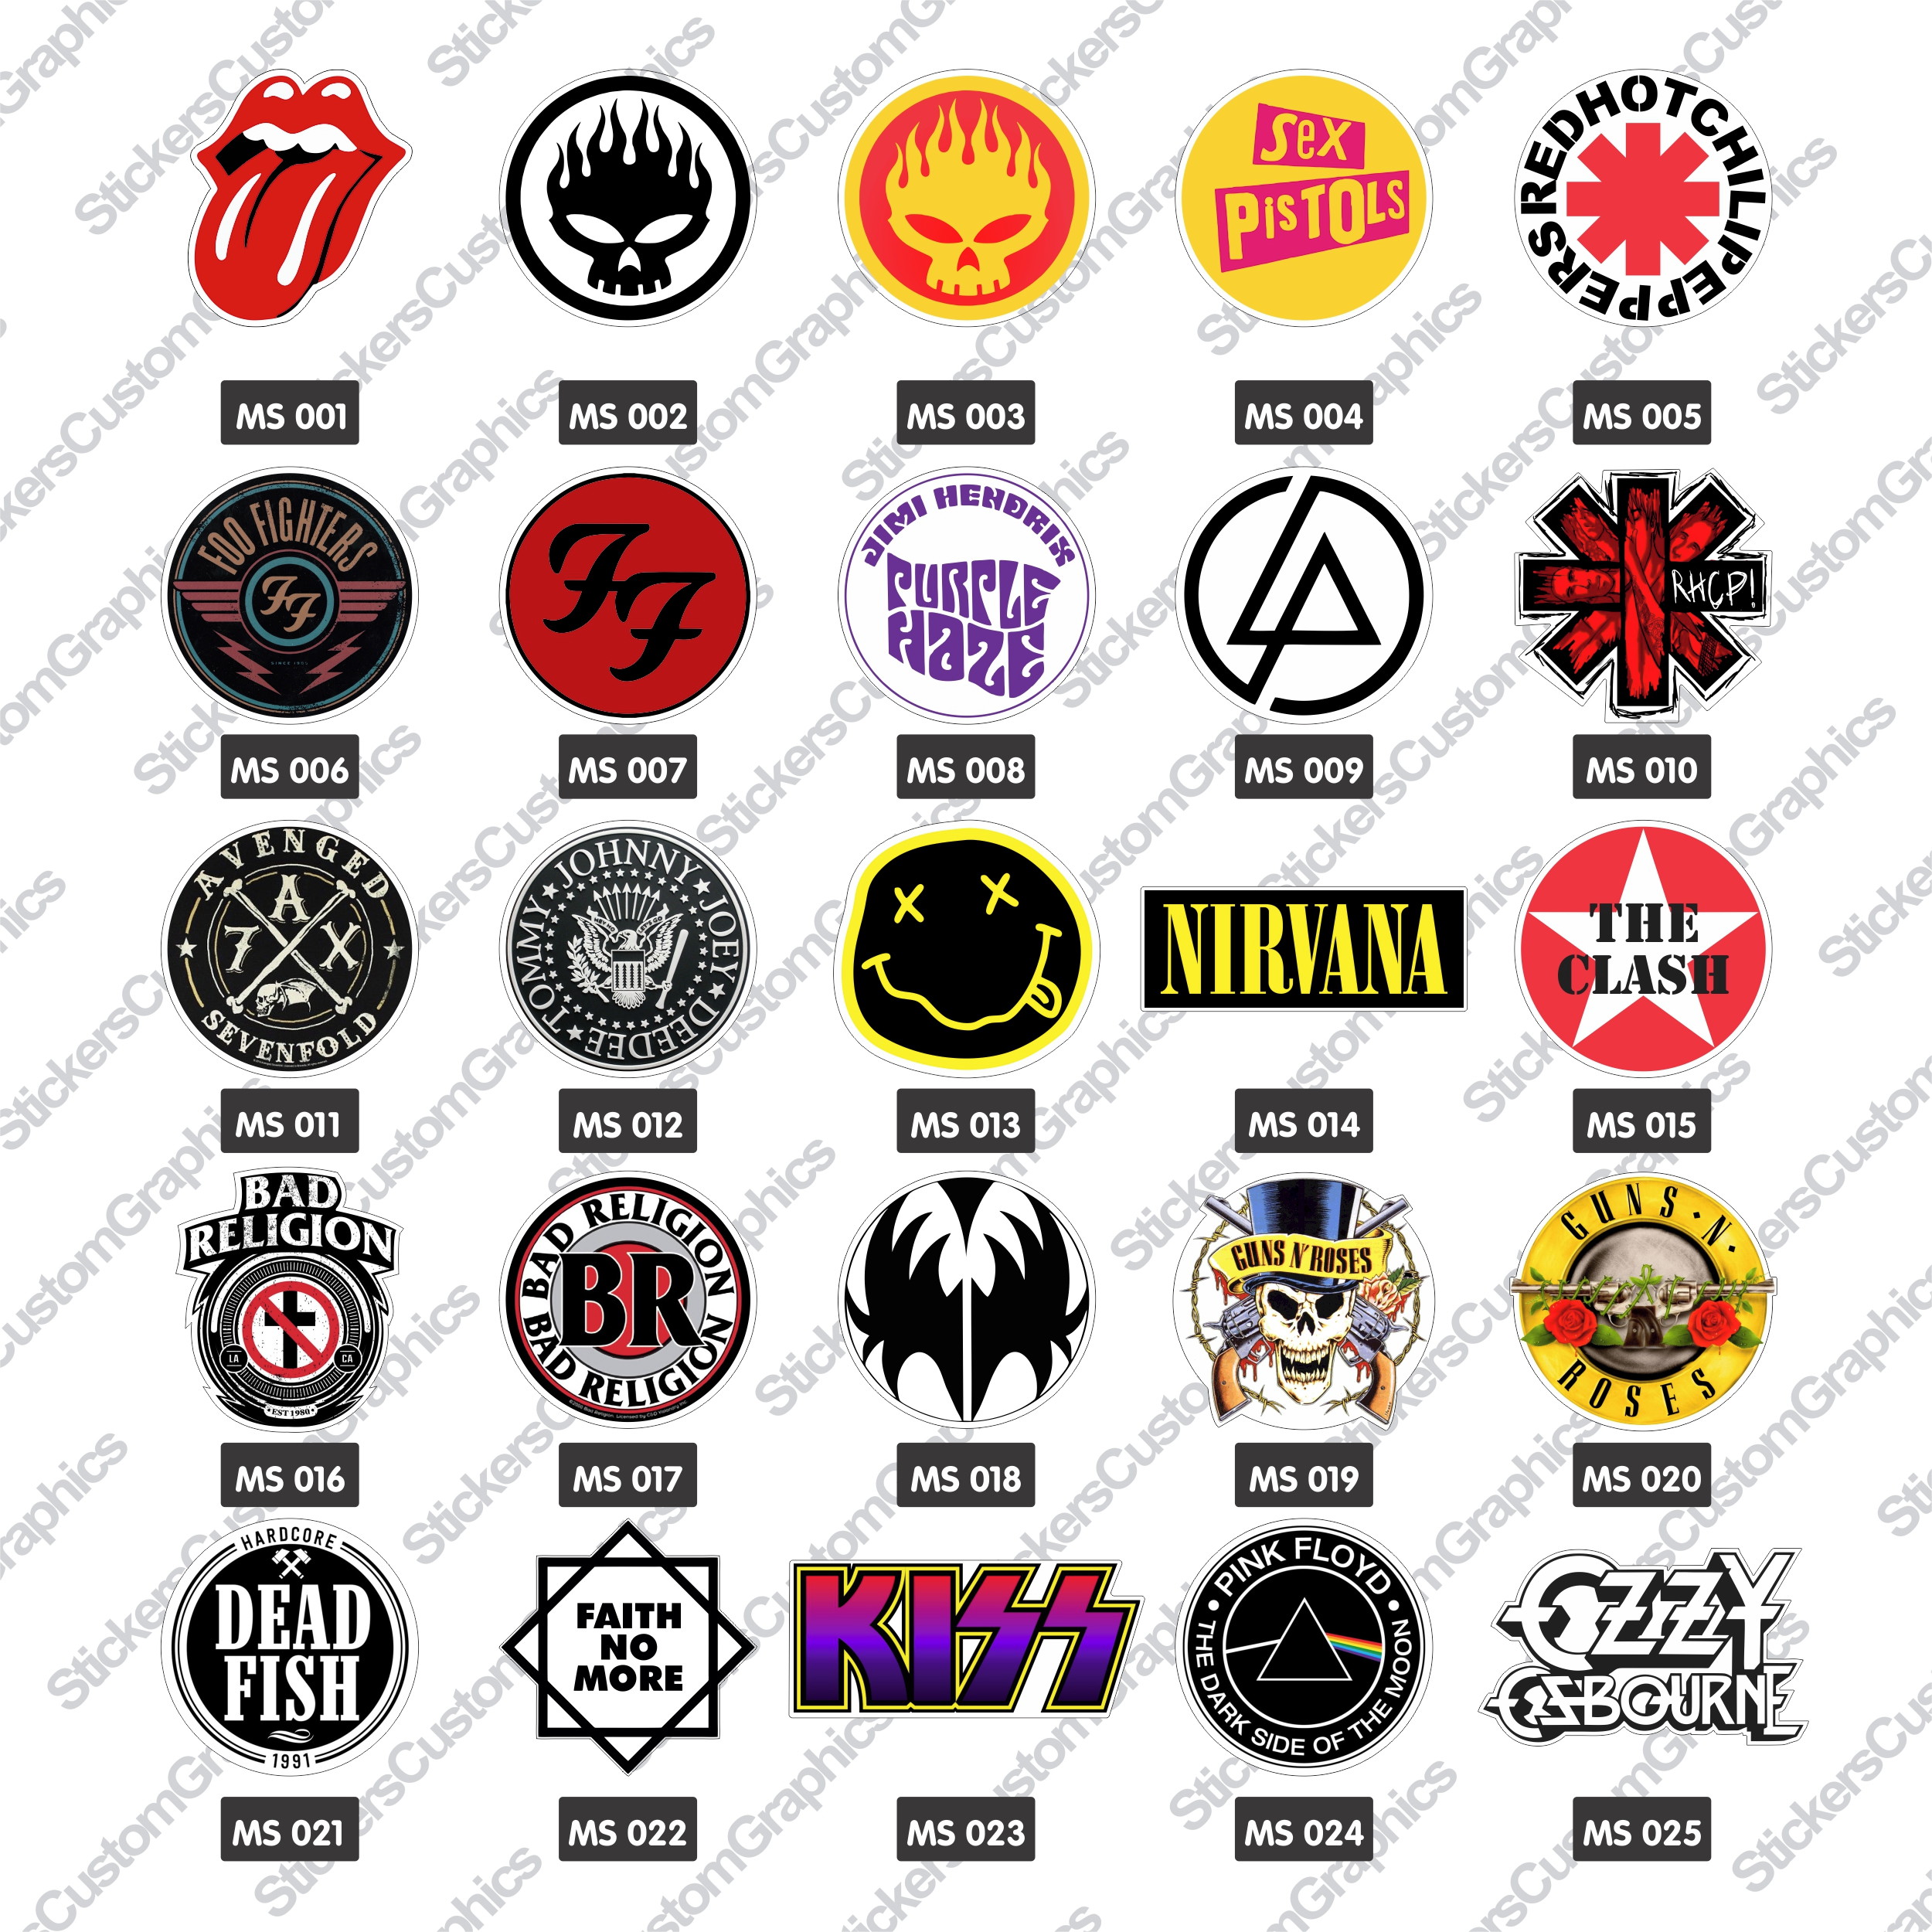 REDHOTCHILIPEPPERS
SEX
PISTOLS
MS 001
MS 002
MS 003
MS 004
MS 005
FOO FIGHTERS
FF
FF
JIMI HENDRIX
PURPLE
HAZE
RHCP!
MS 006
MS 007
MS 008
MS 009
MS 010
AVENGED
A
7 X
SEVENFOLD
JOHNNY ★ JOEY ★ DEEDEE ★ TOMMY ★
NIRVANA
THE
CLASH
MS 011
MS 012
MS 013
MS 014
MS 015
BAD
RELIGION
LA CA
• EST 1980 •
BAD RELIGION
BR
BAD RELIGION
GUNS N' ROSES
GUNS • N •
ROSES
MS 016
MS 017
MS 018
MS 019
MS 020
HARDCORE
DEAD
FISH
1991
FAITH
NO
MORE
KISS
• PINK FLOYD •
THE DARK SIDE OF THE MOON
OZZY
OSBOURNE
MS 021
MS 022
MS 023
MS 024
MS 025
StickersCustomGraphics